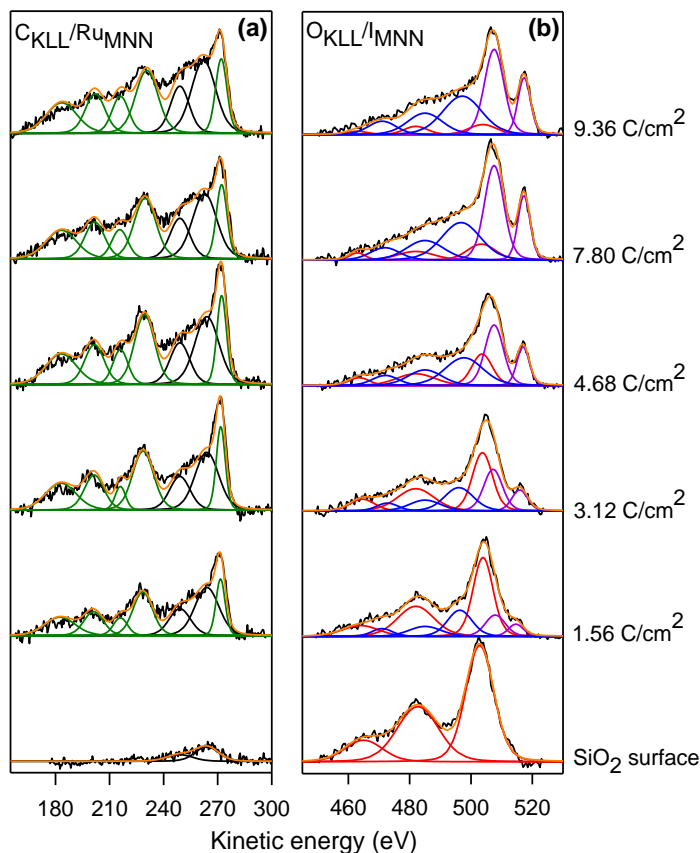 C_KLL/Ru_MNN (a)
O_KLL/I_MNN (b)
9.36 C/cm²
7.80 C/cm²
4.68 C/cm²
3.12 C/cm²
1.56 C/cm²
SiO₂ surface
180 210 240 270 300
460 480 500 520
Kinetic energy (eV)